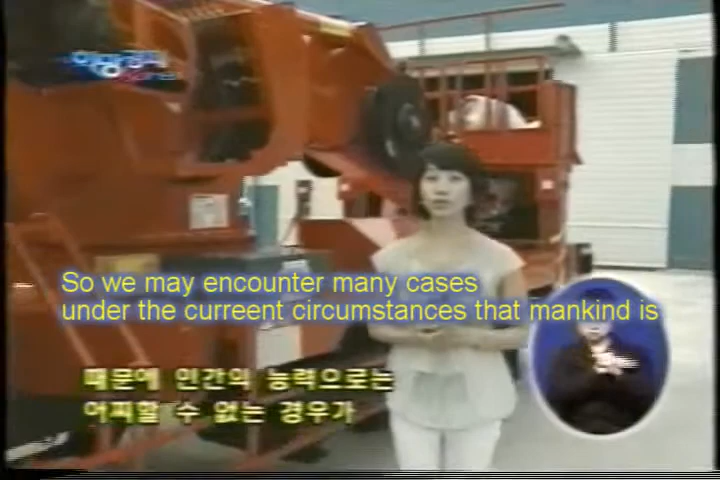 So we may encounter many cases
under the curreent circumstances that mankind is
때문에 인간의 능력으로는
어찌할 수 없는 경우가